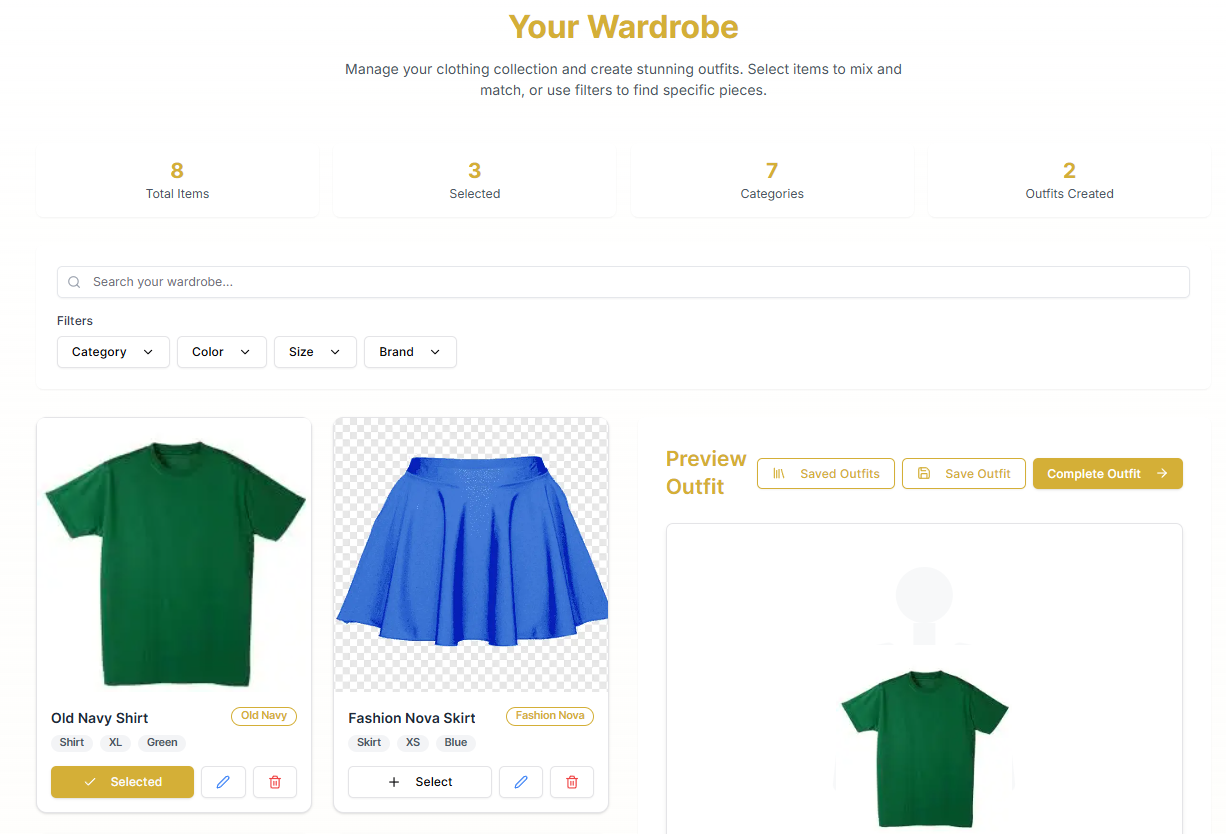 Your Wardrobe
Manage your clothing collection and create stunning outfits. Select items to mix and
match, or use filters to find specific pieces.
8
Total Items
3
Selected
7
Categories
2
Outfits Created
Search your wardrobe...
Filters
Category
Color
Size
Brand
Old Navy Shirt
Old Navy
Shirt XL Green
Selected
Fashion Nova Skirt
Fashion Nova
Skirt XS Blue
Select
Preview
Outfit
Saved Outfits
Save Outfit
Complete Outfit